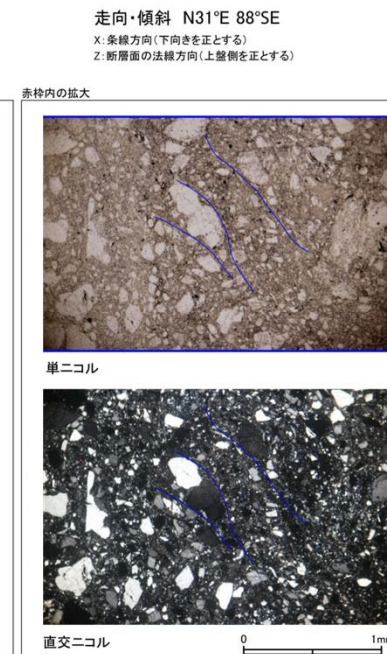 走向・傾斜 N31°E 88°SE
X:条線方向(下向きを正とする)
Z:断層面の法線方向(上盤側を正とする)
赤枠内の拡大
単ニコル
直交ニコル
0 1mm